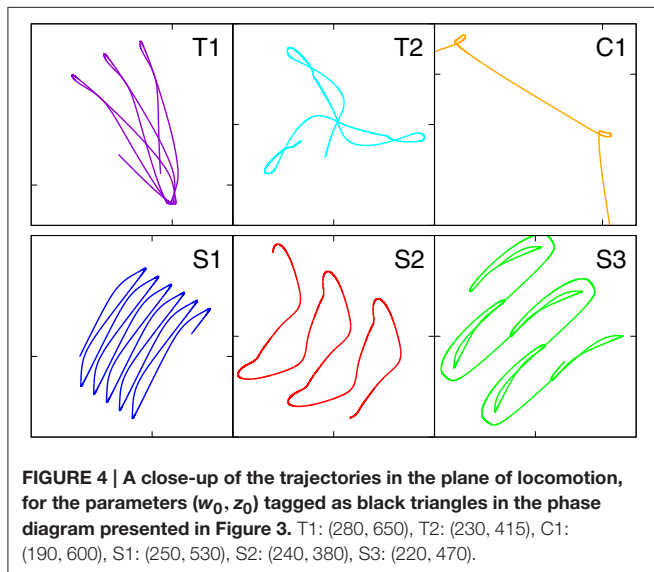 T1 T2 C1
S1 S2 S3
FIGURE 4 | A close-up of the trajectories in the plane of locomotion,
for the parameters (w₀, z₀) tagged as black triangles in the phase
diagram presented in Figure 3. T1: (280, 650), T2: (230, 415), C1:
(190, 600), S1: (250, 530), S2: (240, 380), S3: (220, 470).